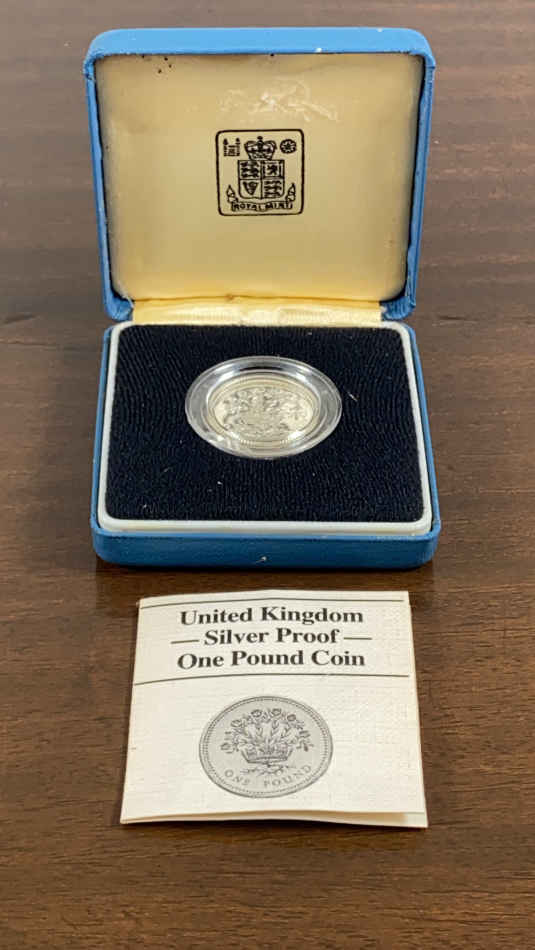 ROYAL MINT
United Kingdom
— Silver Proof —
One Pound Coin
ONE POUND